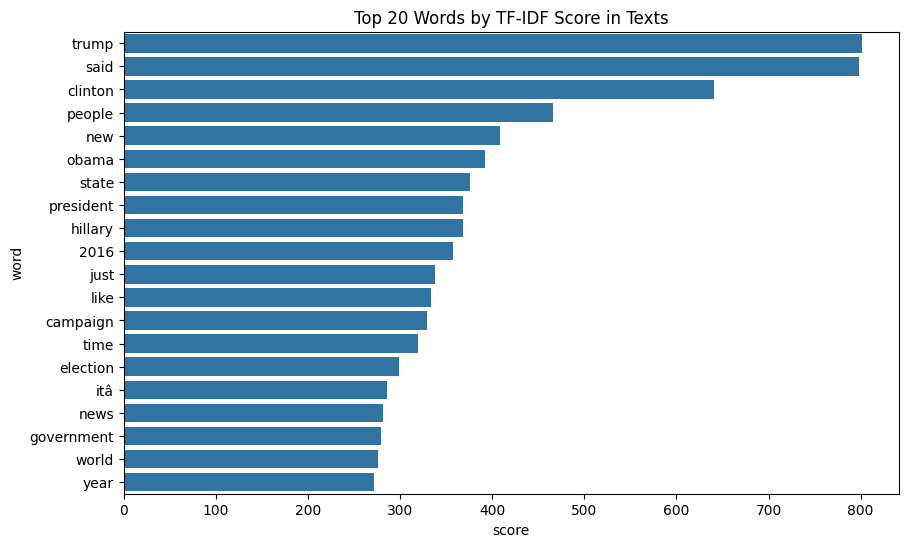 Top 20 Words by TF-IDF Score in Texts
word
trump
said
clinton
people
new
obama
state
president
hillary
2016
just
like
campaign
time
election
itâ
news
government
world
year
0 100 200 300 400 500 600 700 800
score